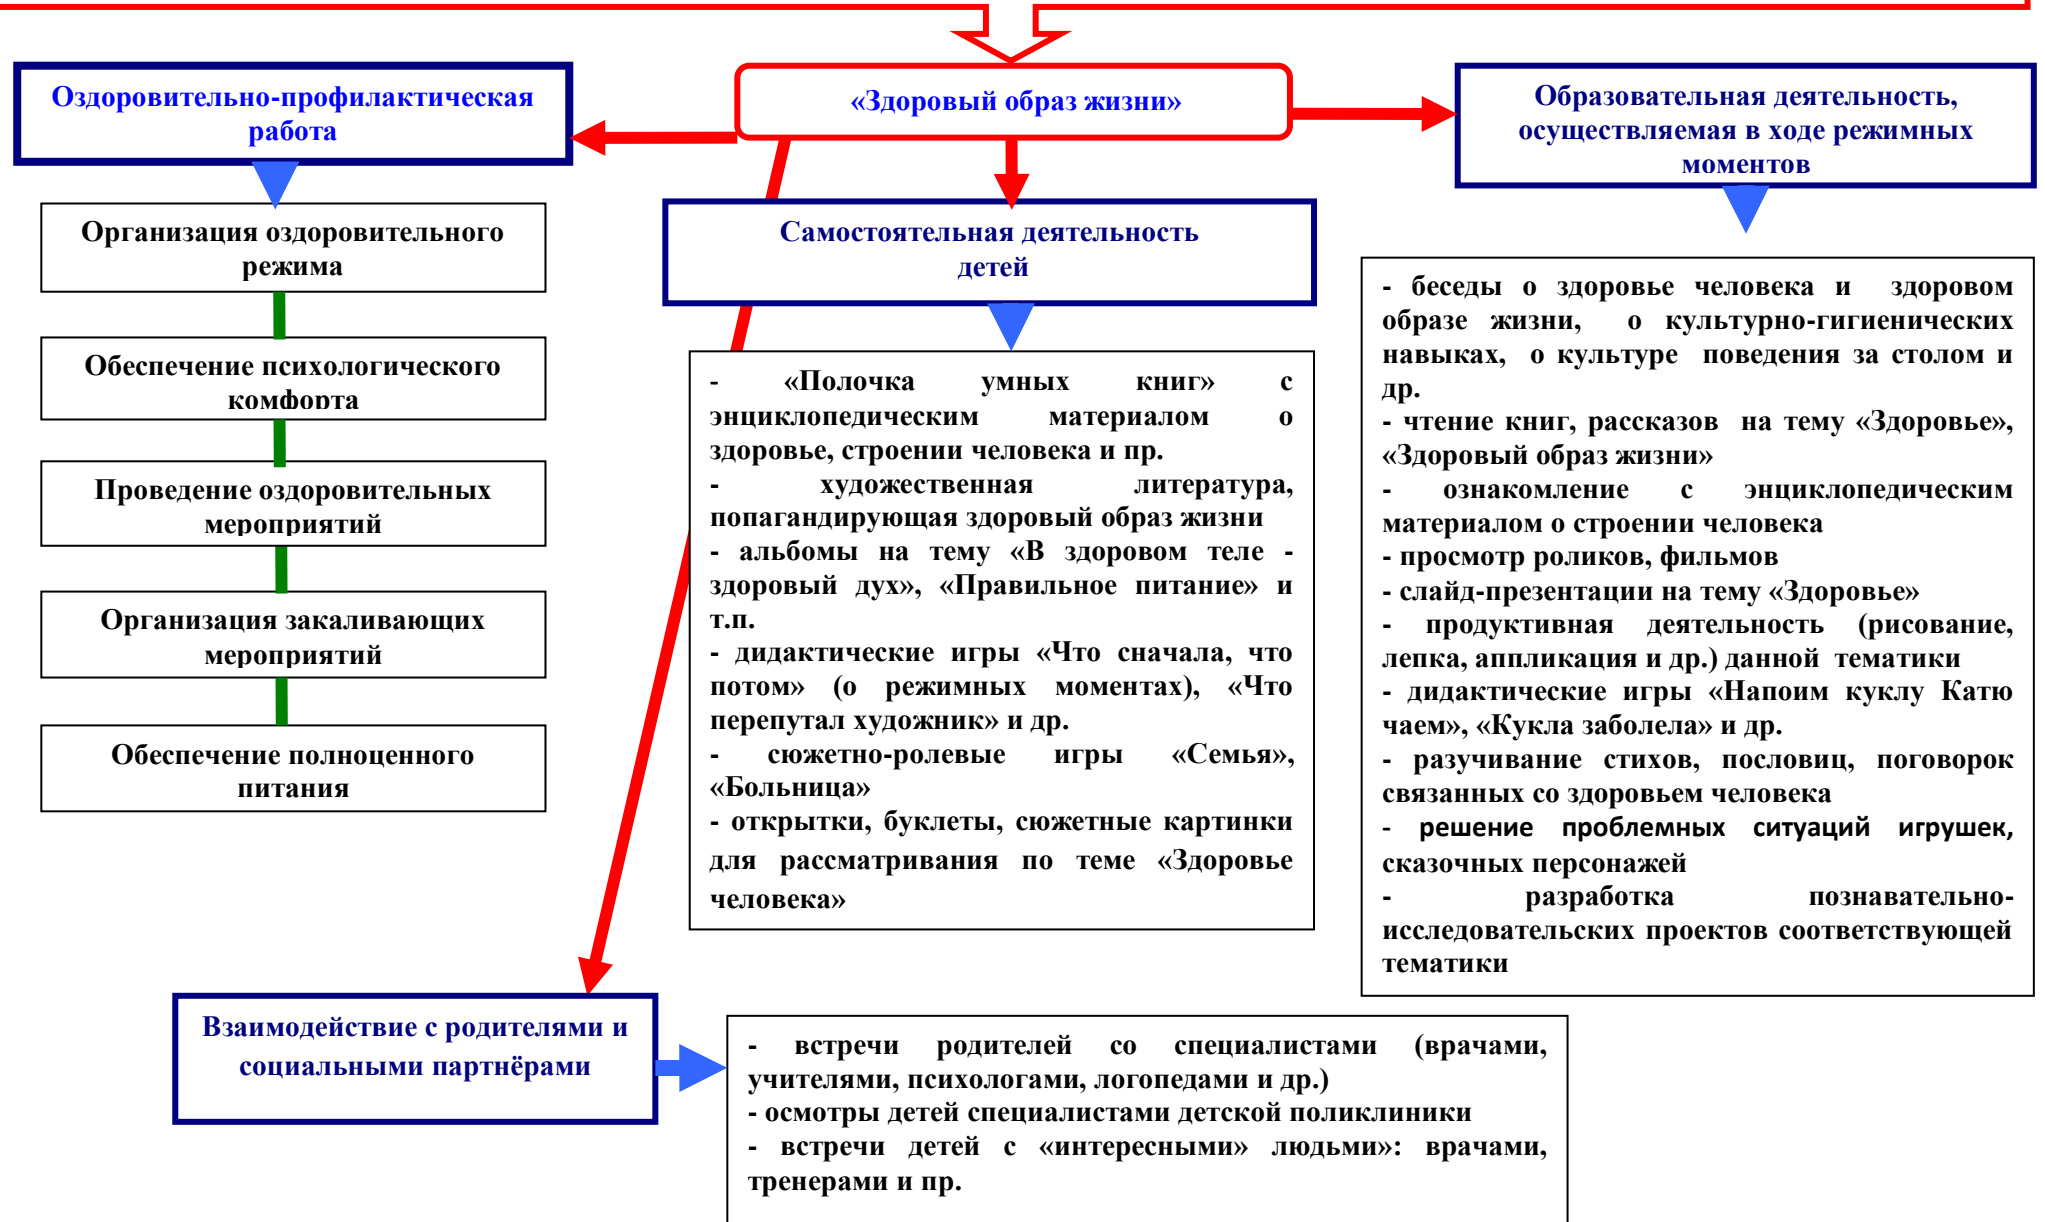 «Здоровый образ жизни»
Оздоровительно-профилактическая
работа
Организация оздоровительного
режима
Обеспечение психологического
комфорта
Проведение оздоровительных
мероприятий
Организация закаливающих
мероприятий
Обеспечение полноценного
питания
Самостоятельная деятельность
детей
- «Полочка умных книг» с
энциклопедическим материалом о
здоровье, строении человека и пр.
- художественная литература,
попагандирующая здоровый образ жизни
- альбомы на тему «В здоровом теле -
здоровый дух», «Правильное питание» и
т.п.
- дидактические игры «Что сначала, что
потом» (о режимных моментах), «Что
перепутал художник» и др.
- сюжетно-ролевые игры «Семья»,
«Больница»
- открытки, буклеты, сюжетные картинки
для рассматривания по теме «Здоровье
человека»
Образовательная деятельность,
осуществляемая в ходе режимных
моментов
- беседы о здоровье человека и здоровом
образе жизни, о культурно-гигиенических
навыках, о культуре поведения за столом и
др.
- чтение книг, рассказов на тему «Здоровье»,
«Здоровый образ жизни»
- ознакомление с энциклопедическим
материалом о строении человека
- просмотр роликов, фильмов
- слайд-презентации на тему «Здоровье»
- продуктивная деятельность (рисование,
лепка, аппликация и др.) данной тематики
- дидактические игры «Напоим куклу Катю
чаем», «Кукла заболела» и др.
- разучивание стихов, пословиц, поговорок
связанных со здоровьем человека
- решение проблемных ситуаций игрушек,
сказочных персонажей
- разработка познавательно-
исследовательских проектов соответствующей
тематики
Взаимодействие с родителями и
социальными партнёрами
- встречи родителей со специалистами (врачами,
учителями, психологами, логопедами и др.)
- осмотры детей специалистами детской поликлиники
- встречи детей с «интересными» людьми»: врачами,
тренерами и пр.